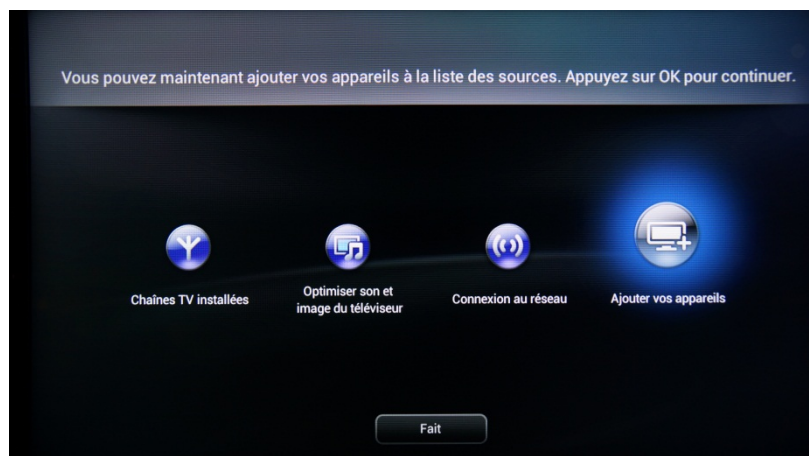 Vous pouvez maintenant ajouter vos appareils à la liste des sources. Appuyez sur OK pour continuer.
Chaînes TV installées
Optimiser son et
image du téléviseur
Connexion au réseau
Ajouter vos appareils
Fait